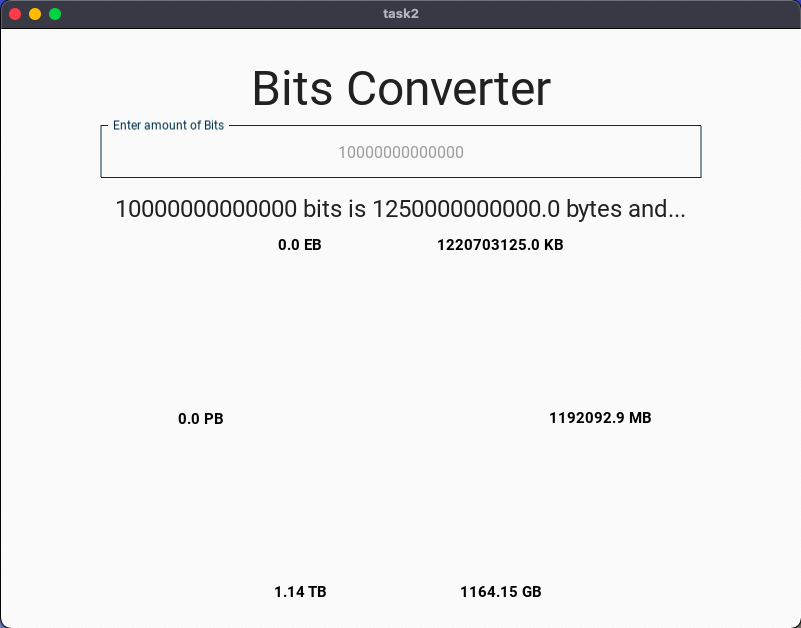 task2
Bits Converter
Enter amount of Bits
10000000000000
10000000000000 bits is 1250000000000.0 bytes and...
0.0 EB 1220703125.0 KB
0.0 PB 1192092.9 MB
1.14 TB 1164.15 GB